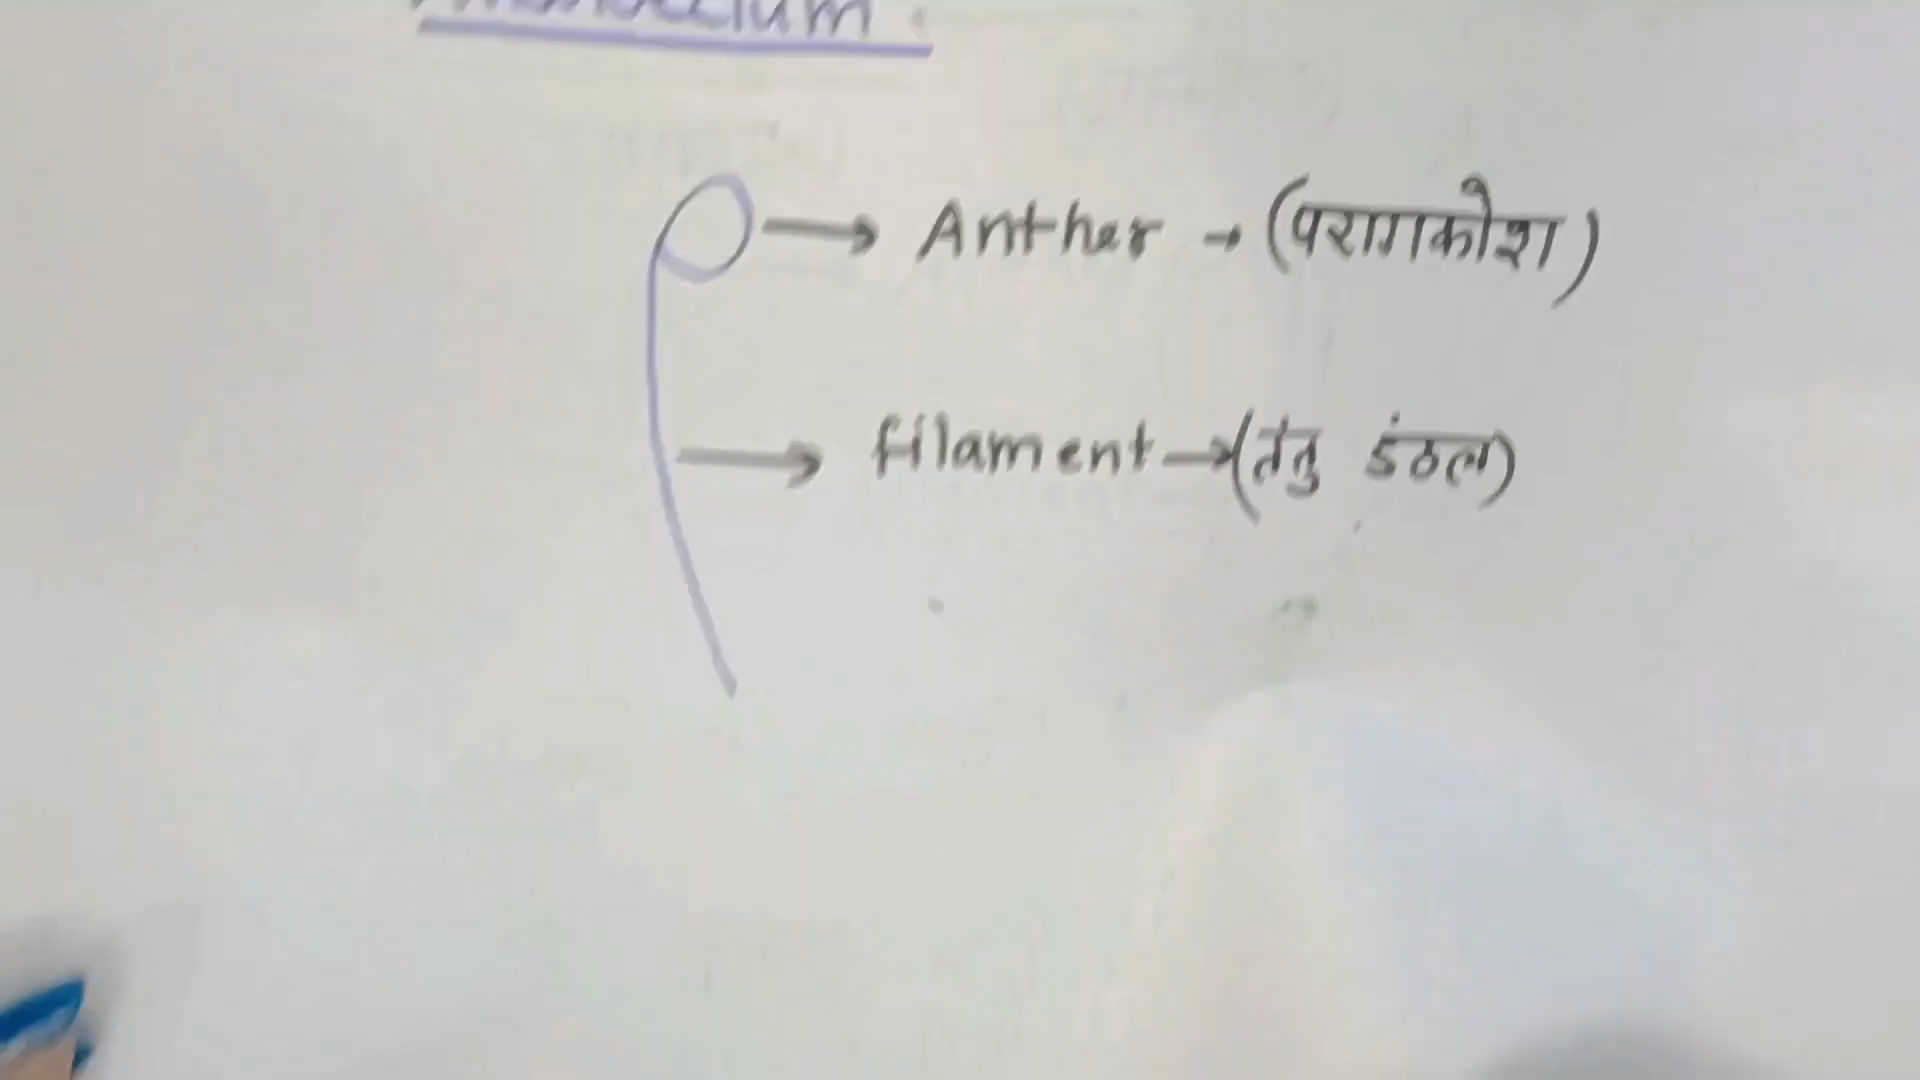 Anther → (परागकोश)
filament → (तंतु डंठल)